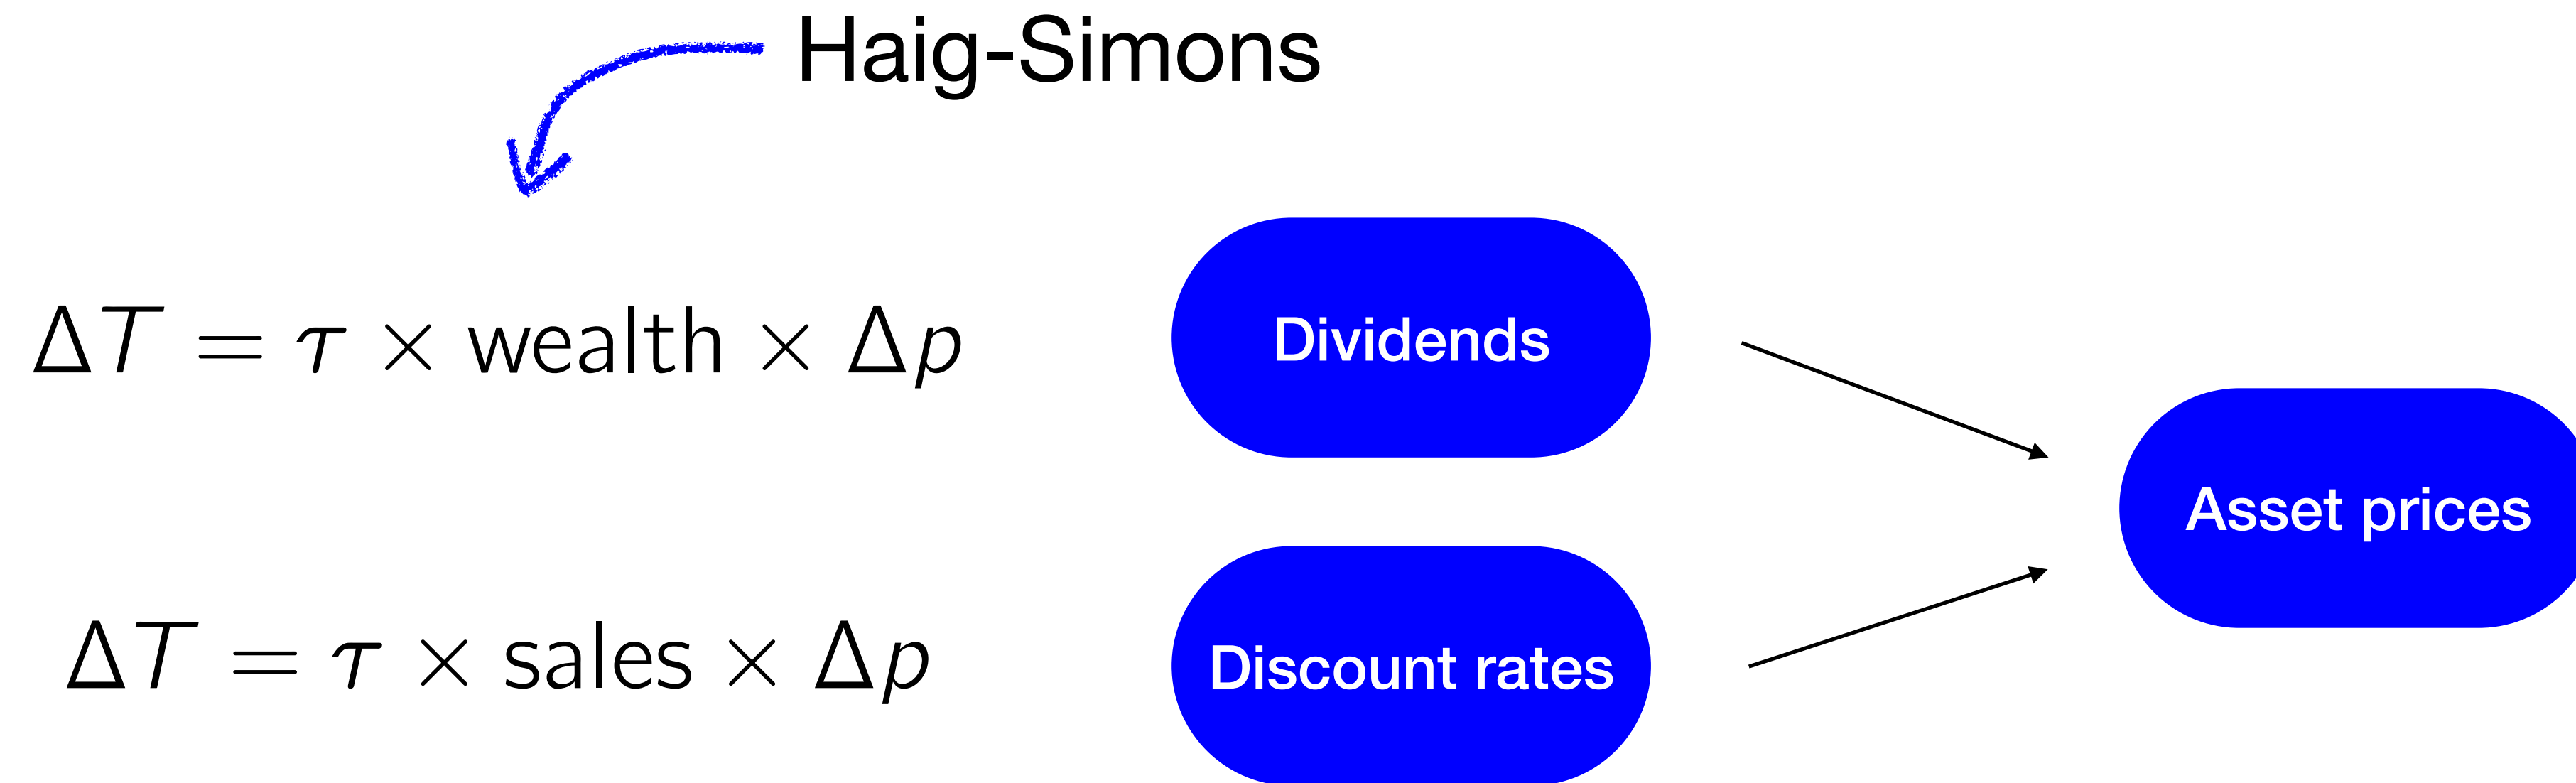 Haig-Simons
ΔT = τ × wealth × Δp
ΔT = τ × sales × Δp
Dividends
Discount rates
Asset prices